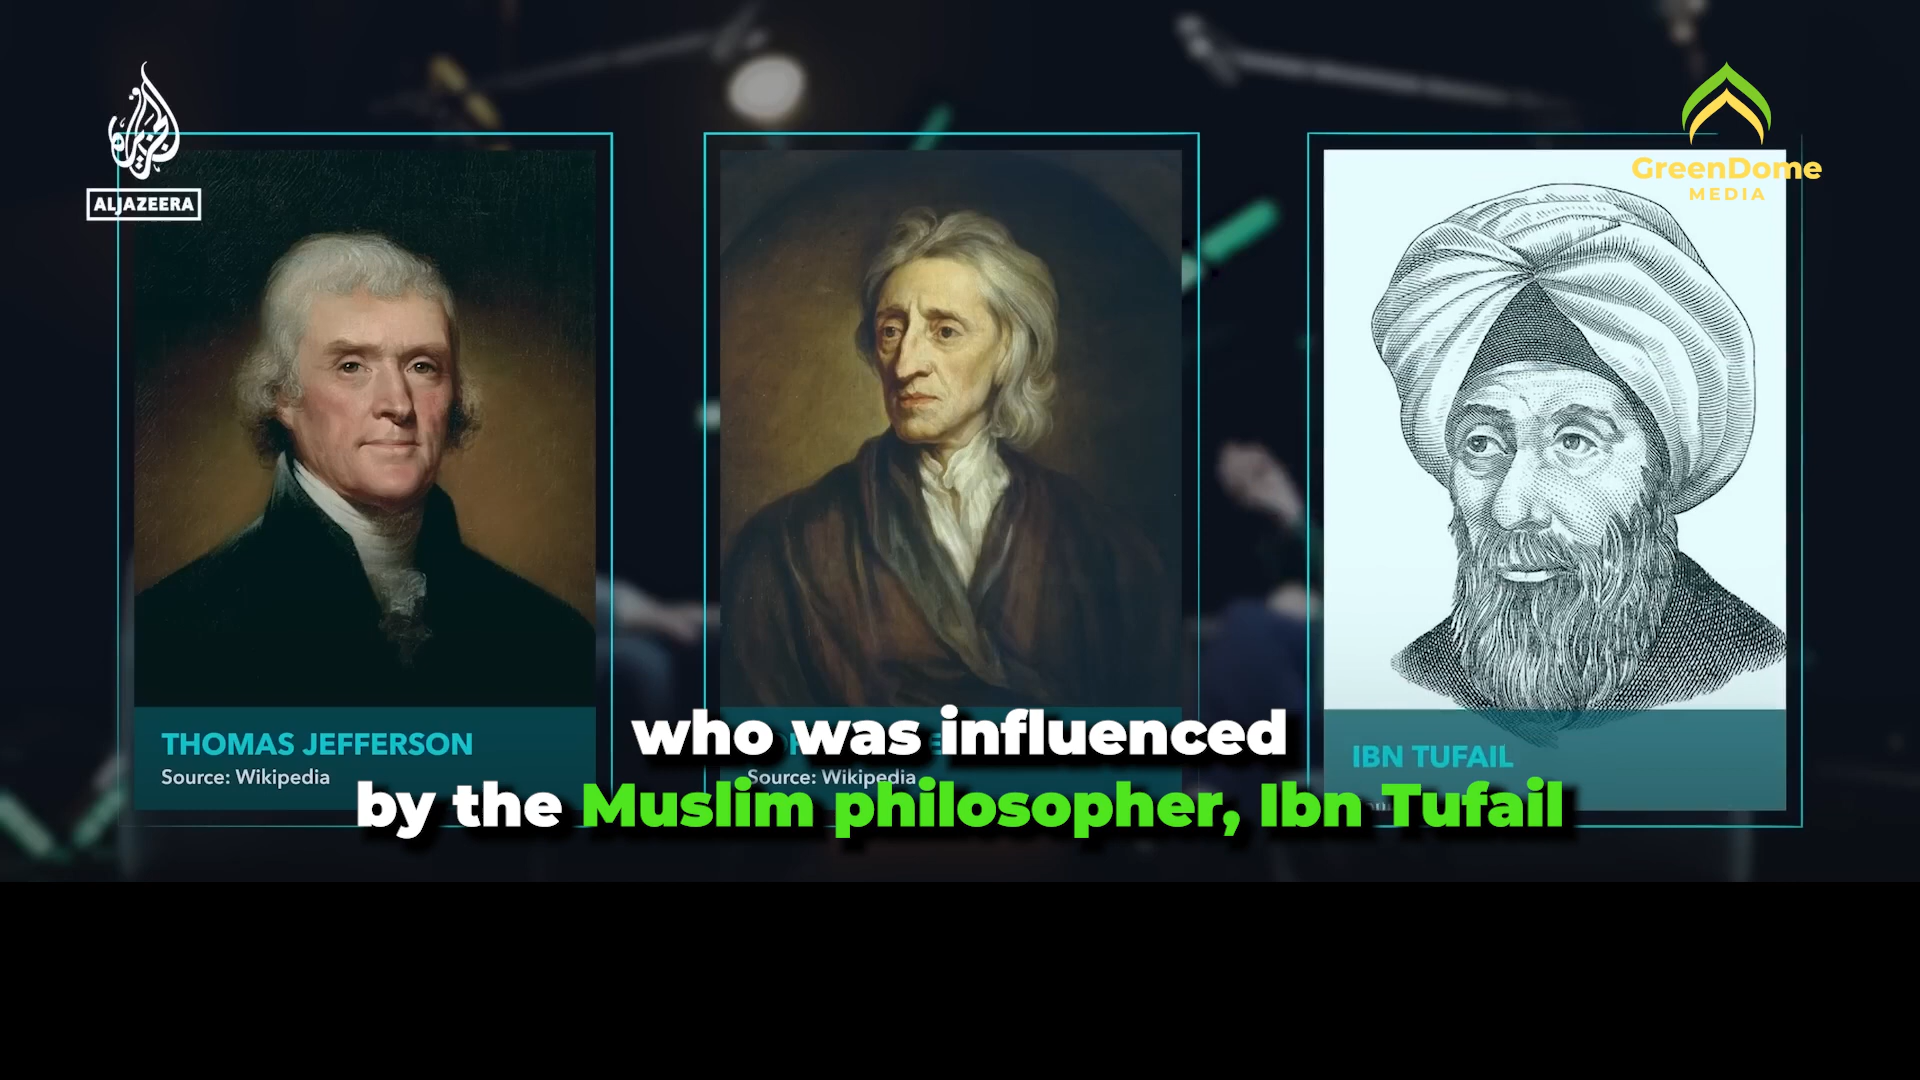 ALJAZEERA
GreenDome
MEDIA
THOMAS JEFFERSON
Source: Wikipedia
Source: Wikipedia
IBN TUFAIL
who was influenced
by the Muslim philosopher, Ibn Tufail